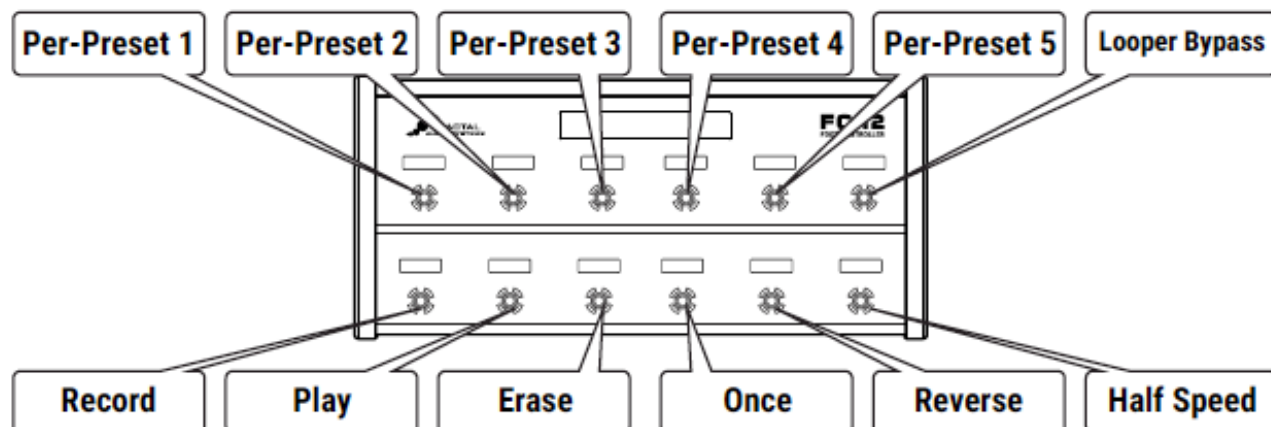 Per-Preset 1
Per-Preset 2
Per-Preset 3
Per-Preset 4
Per-Preset 5
Looper Bypass
Record
Play
Erase
Once
Reverse
Half Speed